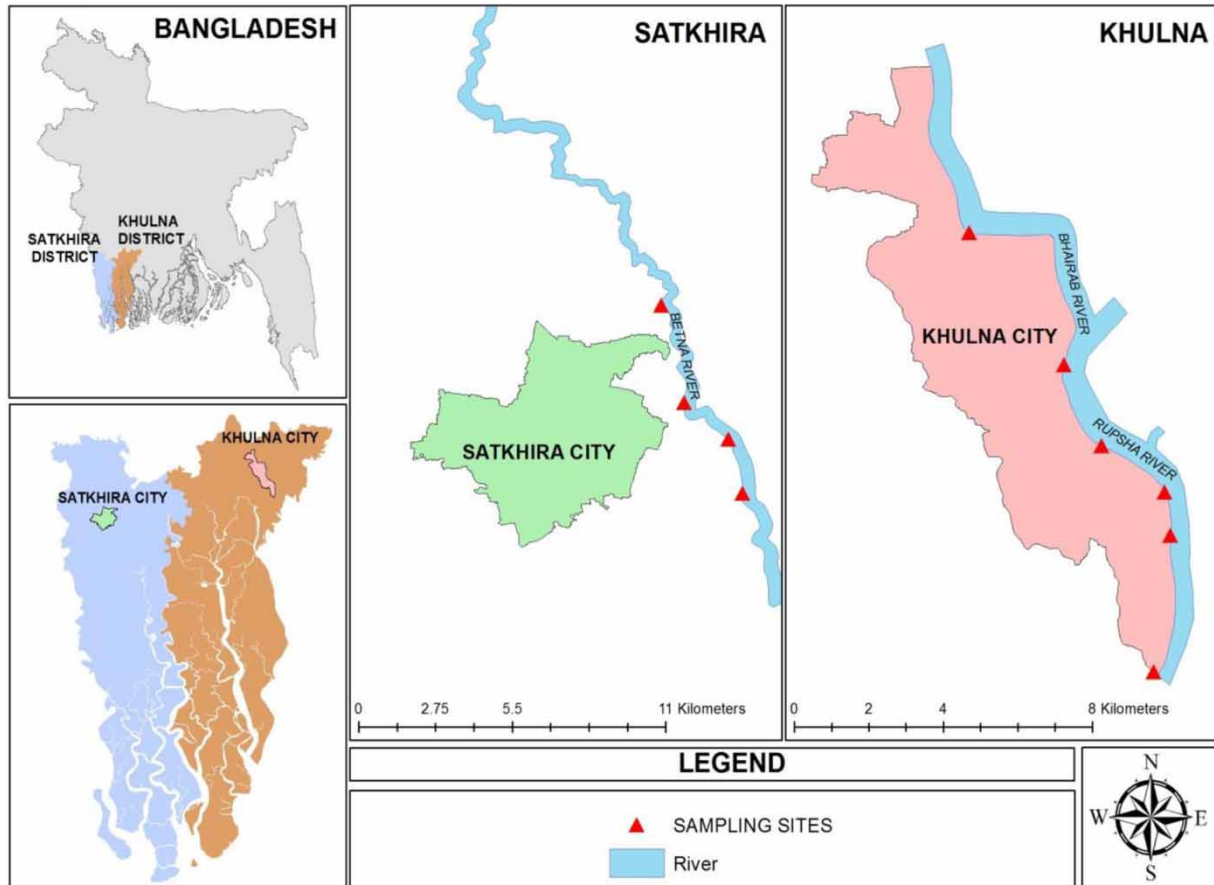 BANGLADESH
KHULNA
DISTRICT
SATKHIRA
DISTRICT
KHULNA CITY
SATKHIRA CITY
SATKHIRA
BETNA RIVER
SATKHIRA CITY
0 2.75 5.5 11 Kilometers
KHULNA
BHAIRAB RIVER
KHULNA CITY
RUPSHA RIVER
0 2 4 8 Kilometers
LEGEND
SAMPLING SITES
River
N
W E
S